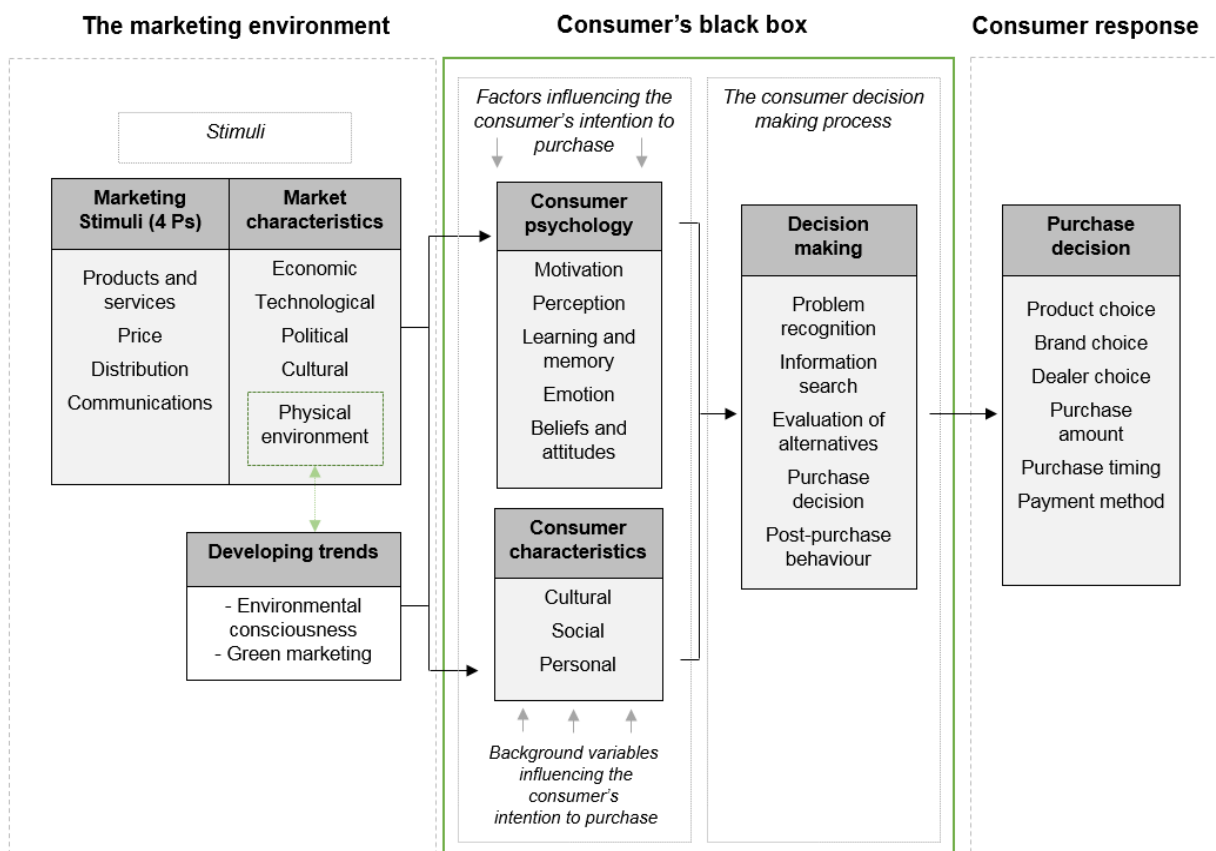 The marketing environment
Consumer's black box
Consumer response
Stimuli
Marketing
Stimuli (4 Ps)
Products and
services
Price
Distribution
Communications
Market
characteristics
Economic
Technological
Political
Cultural
Physical
environment
Developing trends
- Environmental
consciousness
- Green marketing
Factors influencing the
consumer's intention to
purchase
Consumer
psychology
Motivation
Perception
Learning and
memory
Emotion
Beliefs and
attitudes
Consumer
characteristics
Cultural
Social
Personal
Background variables
influencing the
consumer's
intention to purchase
The consumer decision
making process
Decision
making
Problem
recognition
Information
search
Evaluation of
alternatives
Purchase
decision
Post-purchase
behaviour
Purchase
decision
Product choice
Brand choice
Dealer choice
Purchase
amount
Purchase timing
Payment method